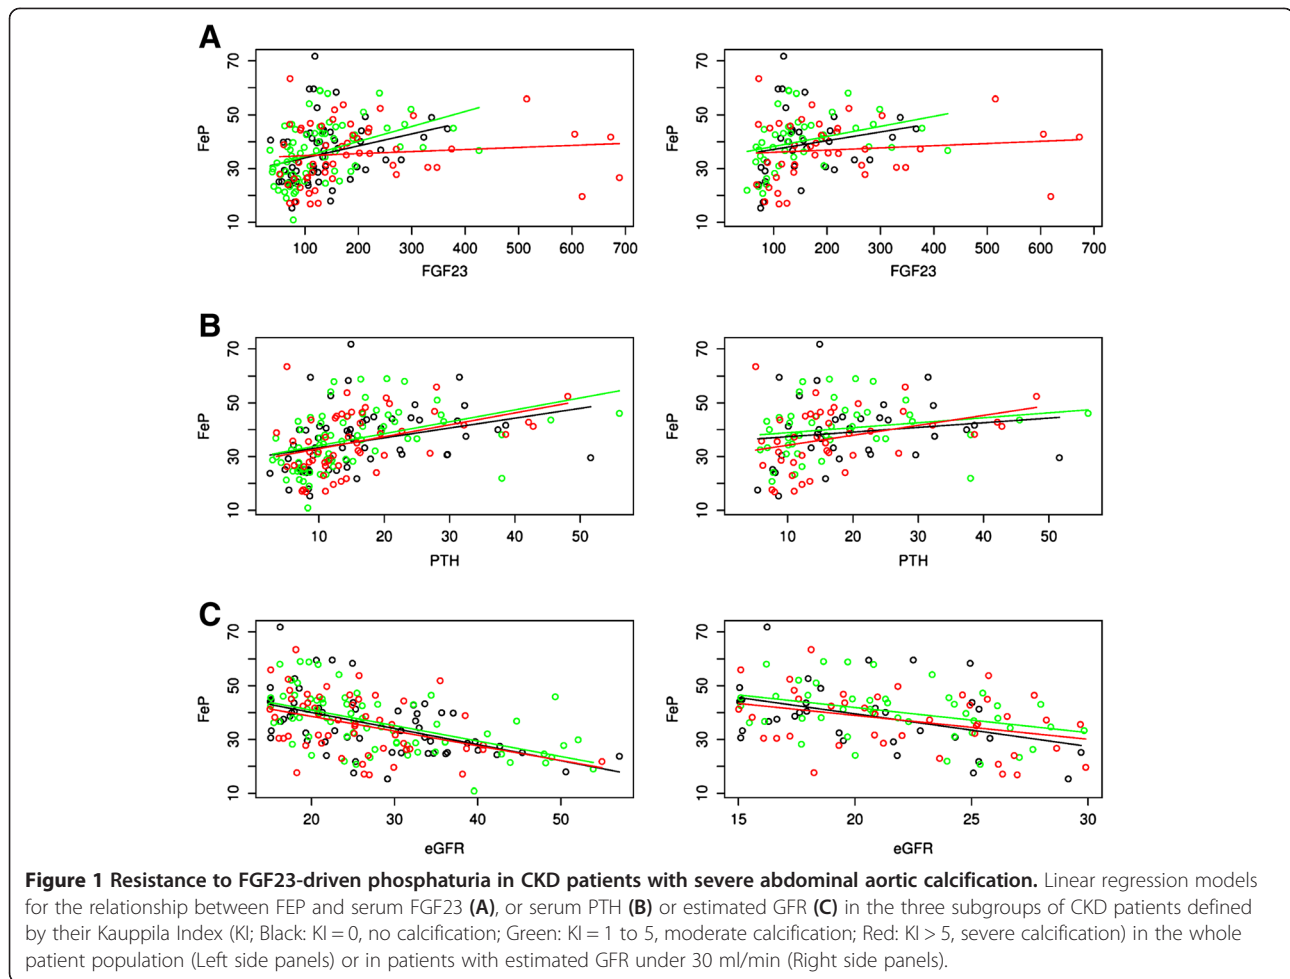 A
FeP
70
50
30
10
100 200 300 400 500 600 700
FGF23
FeP
70
50
30
10
100 200 300 400 500 600 700
FGF23
B
FeP
70
50
30
10
10 20 30 40 50
PTH
FeP
70
50
30
10
10 20 30 40 50
PTH
C
FeP
70
50
30
10
20 30 40 50
eGFR
FeP
70
50
30
10
15 20 25 30
eGFR
Figure 1 Resistance to FGF23-driven phosphaturia in CKD patients with severe abdominal aortic calcification. Linear regression models
for the relationship between FEP and serum FGF23 (A), or serum PTH (B) or estimated GFR (C) in the three subgroups of CKD patients defined
by their Kauppila Index (KI; Black: KI = 0, no calcification; Green: KI = 1 to 5, moderate calcification; Red: KI > 5, severe calcification) in the whole
patient population (Left side panels) or in patients with estimated GFR under 30 ml/min (Right side panels).